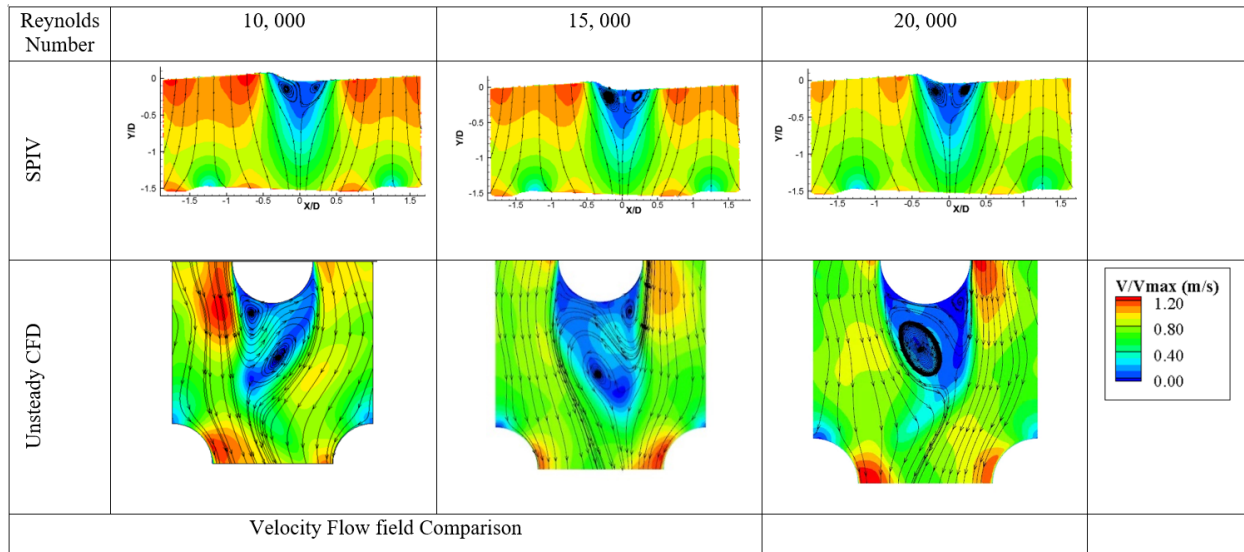 Reynolds Number
10, 000
15, 000
20, 000
SPIV
Y/D
0
-0.5
-1
-1.5
-1.5 -1 -0.5 0 0.5 1 1.5
X/D
Y/D
0
-0.5
-1
-1.5
-1.5 -1 -0.5 0 0.5 1 1.5
X/D
Y/D
0
-0.5
-1
-1.5
-1.5 -1 -0.5 0 0.5 1 1.5
X/D
Unsteady CFD
V/Vmax (m/s)
1.20
0.80
0.40
0.00
Velocity Flow field Comparison